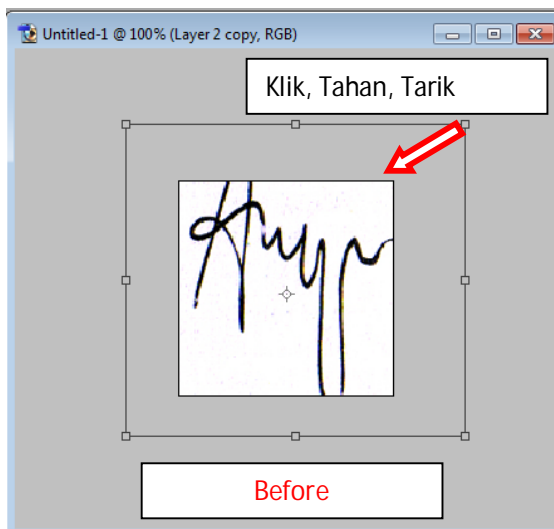 Untitled-1 @ 100% (Layer 2 copy, RGB)
Klik, Tahan, Tarik
Before